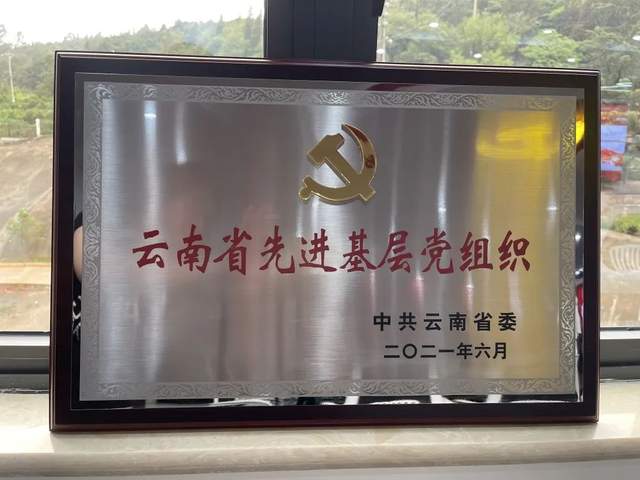 云南省先进基层党组织
中共云南省委
二〇二一年六月